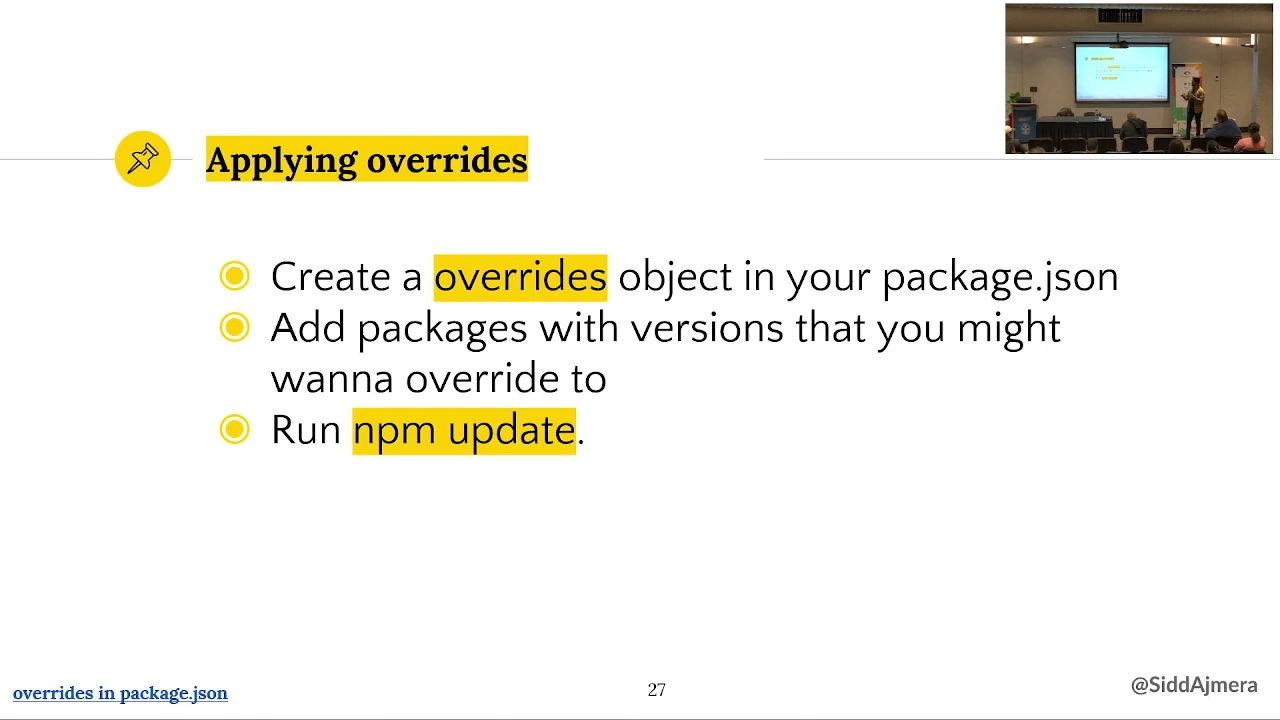 Applying overrides
Create a overrides object in your package.json
Add packages with versions that you might
wanna override to
Run npm update.
overrides in package.json
27
@SiddAjmera